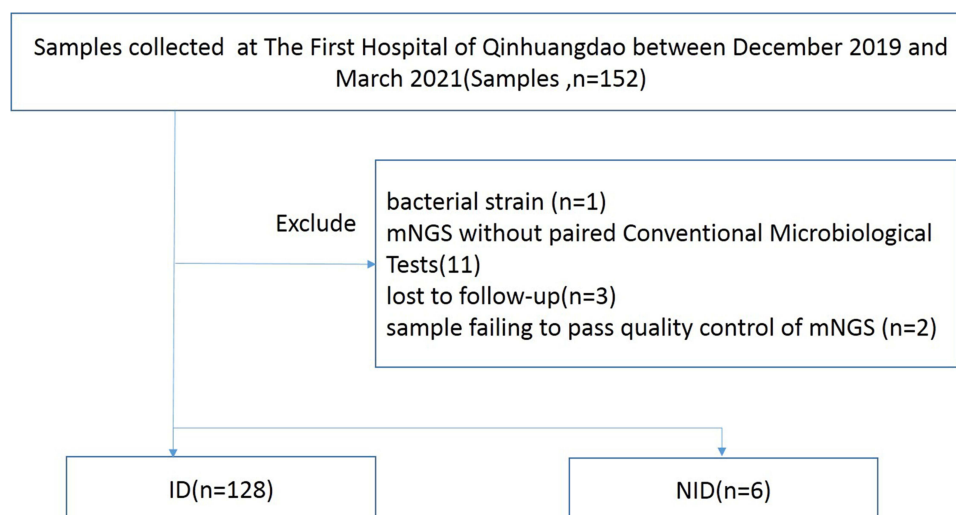 Samples collected at The First Hospital of Qinhuangdao between December 2019 and
March 2021(Samples ,n=152)
Exclude
bacterial strain (n=1)
mNGS without paired Conventional Microbiological
Tests(11)
lost to follow-up(n=3)
sample failing to pass quality control of mNGS (n=2)
ID(n=128)
NID(n=6)